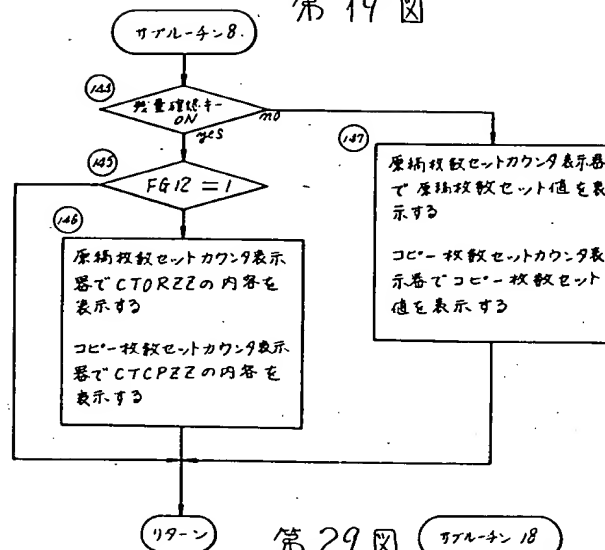 第19図
サブルーチン8.
144
残量確認キー
ON
no
yes
145
FG12=1
146
原稿枚数セットカウンタ表示
器でCTORZZの内容を
表示する
コピー枚数セットカウンタ表示
器でCTCPZZの内容を
表示する
147
原稿枚数セットカウンタ表示器
で原稿枚数セット値を表
示する
コピー枚数セットカウンタ表
示器でコピー枚数セット
値を表示する
リターン
第29図
サブルーチン18